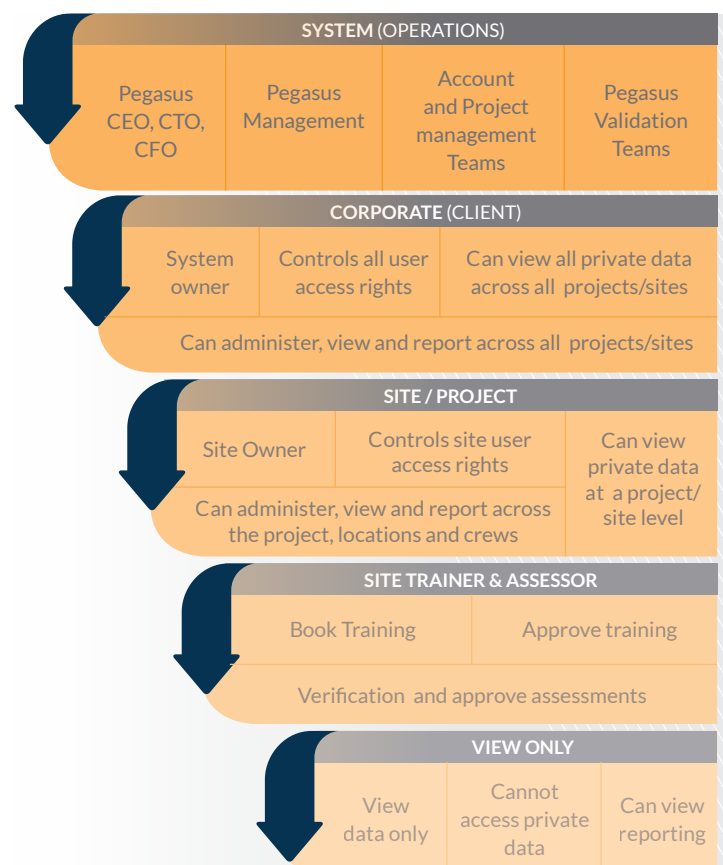 SYSTEM (OPERATIONS)
Pegasus
CEO, CTO,
CFO
Pegasus
Management
Account
and Project
management
Teams
Pegasus
Validation
Teams
CORPORATE (CLIENT)
System
owner
Controls all user
access rights
Can view all private data
across all projects/sites
Can administer, view and report across all projects/sites
SITE / PROJECT
Site Owner
Controls site user
access rights
Can view
private data
at a project/
site level
Can administer, view and report across
the project, locations and crews
SITE TRAINER & ASSESSOR
Book Training
Approve training
Verification and approve assessments
VIEW ONLY
View
data only
Cannot
access private
data
Can view
reporting